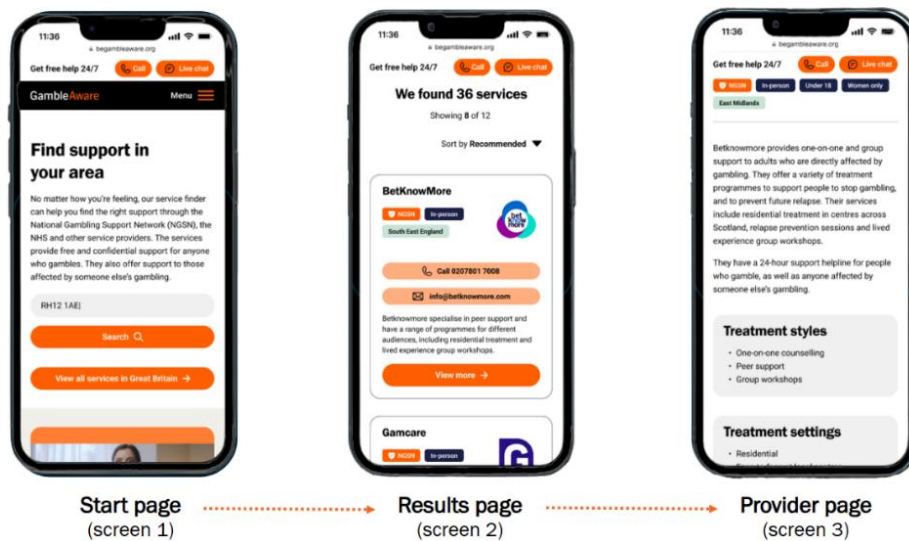 11:36
begambleaware.org
Get free help 24/7 Call Live chat
GambleAware Menu
Find support in
your area
No matter how you're feeling, our service finder
can help you find the right support through the
National Gambling Support Network (NGSN), the
NHS and other service providers. The services
provide free and confidential support for anyone
who gambles. They also offer support to those
affected by someone else's gambling.
RH12 1AE|
Search
View all services in Great Britain →
Start page
(screen 1)
11:36
begambleaware.org
Get free help 24/7 Call Live chat
We found 36 services
Showing 8 of 12
Sort by Recommended ▼
BetKnowMore
NGSN In-person
South East England
bet
know
more
Call 0207801 7008
info@betknowmore.com
Betknowmore specialise in peer support and
have a range of programmes for different
audiences, including residential treatment and
lived experience group workshops.
View more →
Gamcare
NGSN In-person
G
Results page
(screen 2)
11:36
begambleaware.org
Get free help 24/7 Call Live chat
NGSN In-person Under 18 Women only
East Midlands
Betknowmore provides one-on-one and group
support to adults who are directly affected by
gambling. They offer a variety of treatment
programmes to support people to stop gambling,
and to prevent future relapse. Their services
include residential treatment in centres across
Scotland, relapse prevention sessions and lived
experience group workshops.
They have a 24-hour support helpline for people
who gamble, as well as anyone affected by
someone else's gambling.
Treatment styles
• One-on-one counselling
• Peer support
• Group workshops
Treatment settings
• Residential
Provider page
(screen 3)